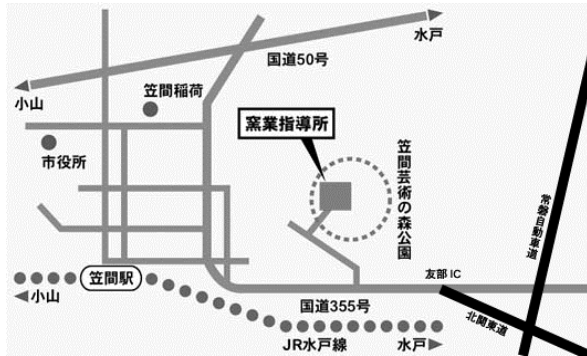 水戸
国道50号
小山
笠間稲荷
窯業指導所
市役所
笠間芸術の森公園
常磐自動車道
友部IC
笠間駅
小山
国道355号
北関東道
JR水戸線
水戸